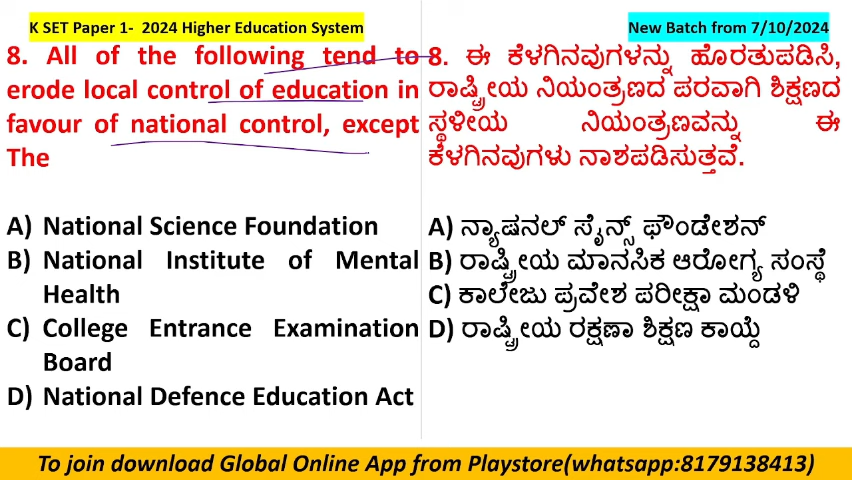 K SET Paper 1-  2024 Higher Education System
New Batch from 7/10/2024
8. All of the following tend to
erode local control of education in
favour of national control, except
The
A) National Science Foundation
B) National Institute of Mental
Health
C) College Entrance Examination
Board
D) National Defence Education Act
8. ಈ ಕೆಳಗಿನವುಗಳನ್ನು ಹೊರತುಪಡಿಸಿ,
ರಾಷ್ಟ್ರೀಯ ನಿಯಂತ್ರಣದ ಪರವಾಗಿ ಶಿಕ್ಷಣದ
ಸ್ಥಳೀಯ ನಿಯಂತ್ರಣವನ್ನು ಈ
ಕೆಳಗಿನವುಗಳು ನಾಶಪಡಿಸುತ್ತವೆ.
A) ನ್ಯಾಷನಲ್ ಸೈನ್ಸ್ ಫೌಂಡೇಶನ್
B) ರಾಷ್ಟ್ರೀಯ ಮಾನಸಿಕ ಆರೋಗ್ಯ ಸಂಸ್ಥೆ
C) ಕಾಲೇಜು ಪ್ರವೇಶ ಪರೀಕ್ಷಾ ಮಂಡಳಿ
D) ರಾಷ್ಟ್ರೀಯ ರಕ್ಷಣಾ ಶಿಕ್ಷಣ ಕಾಯ್ದೆ
To join download Global Online App from Playstore(whatsapp:8179138413)